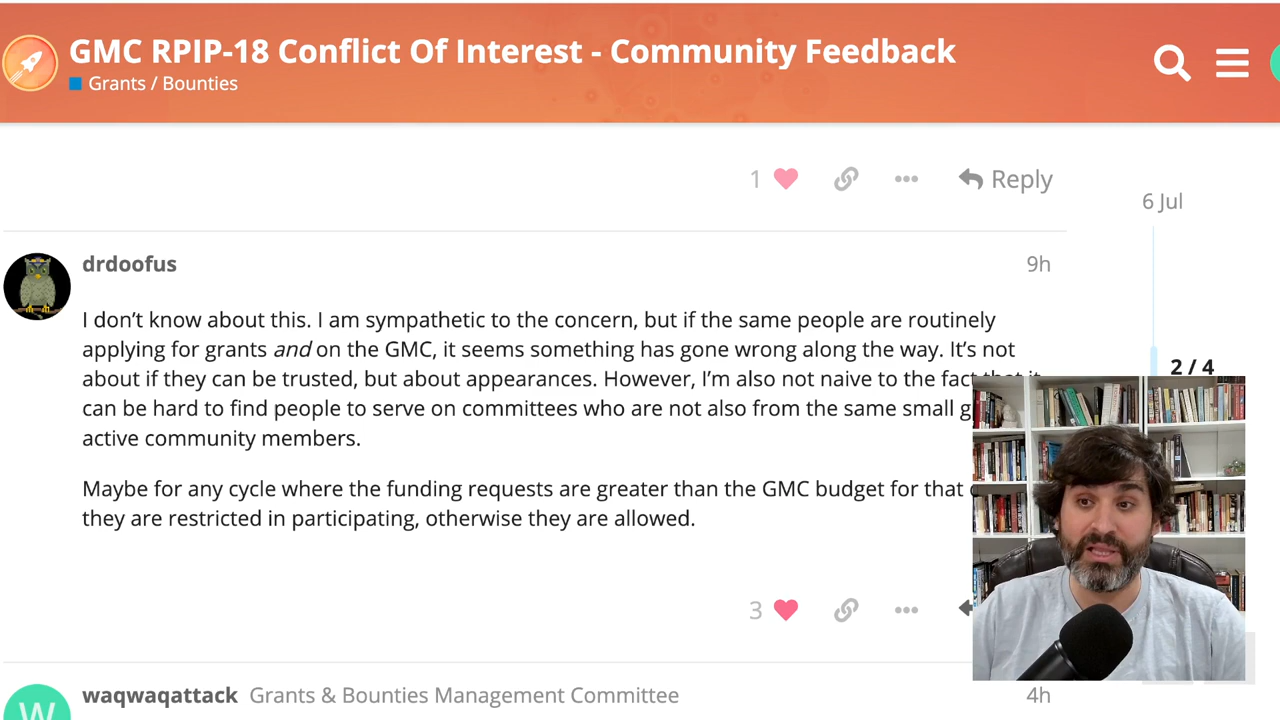 GMC RPIP-18 Conflict Of Interest - Community Feedback
Grants / Bounties
1
Reply
6 Jul
drdoofus
9h
I don’t know about this. I am sympathetic to the concern, but if the same people are routinely
applying for grants and on the GMC, it seems something has gone wrong along the way. It’s not
about if they can be trusted, but about appearances. However, I’m also not naive to the fact that it
2 / 4
can be hard to find people to serve on committees who are not also from the same small
active community members.
Maybe for any cycle where the funding requests are greater than the GMC budget for that
they are restricted in participating, otherwise they are allowed.
3
W
waqwaqattack Grants & Bounties Management Committee
4h